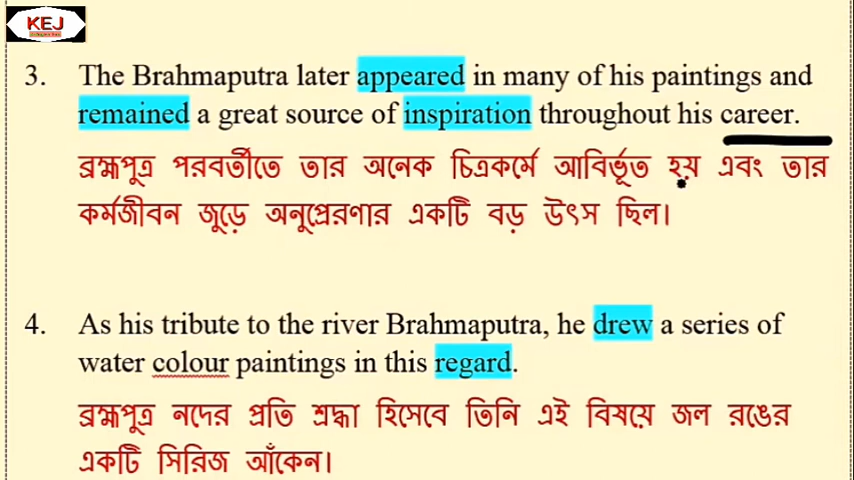 KEJ
3. The Brahmaputra later appeared in many of his paintings and
remained a great source of inspiration throughout his career.
ব্রহ্মপুত্র পরবর্তীতে তার অনেক চিত্রকর্মে আবির্ভূত হয় এবং তার
কর্মজীবন জুড়ে অনুপ্রেরণার একটি বড় উৎস ছিল।
4. As his tribute to the river Brahmaputra, he drew a series of
water colour paintings in this regard.
ব্রহ্মপুত্র নদের প্রতি শ্রদ্ধা হিসেবে তিনি এই বিষয়ে জল রঙের
একটি সিরিজ আঁকেন।